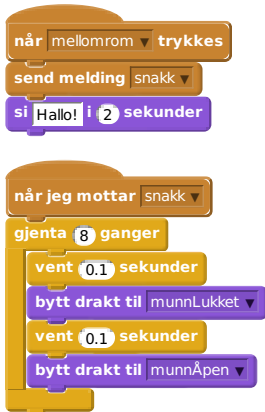 når mellomrom trykkes
send melding snakk
si Hallo! i 2 sekunder
når jeg mottar snakk
gjenta 8 ganger
vent 0.1 sekunder
bytt drakt til munnLukket
vent 0.1 sekunder
bytt drakt til munnÅpen